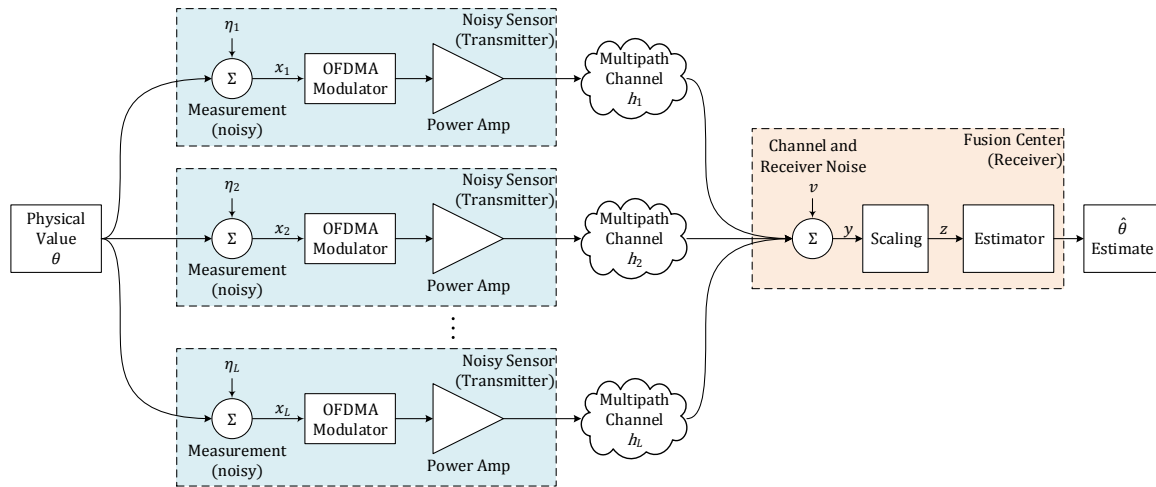 Physical
Value
θ
Noisy Sensor
(Transmitter)
η1
Σ
x1
OFDMA
Modulator
Measurement
(noisy)
Power Amp
Multipath
Channel
h1
Noisy Sensor
(Transmitter)
η2
Σ
x2
OFDMA
Modulator
Measurement
(noisy)
Power Amp
Multipath
Channel
h2
Noisy Sensor
(Transmitter)
ηL
Σ
xL
OFDMA
Modulator
Measurement
(noisy)
Power Amp
Multipath
Channel
hL
Fusion Center
(Receiver)
Channel and
Receiver Noise
v
Σ
y
Scaling
z
Estimator
θ̂
Estimate